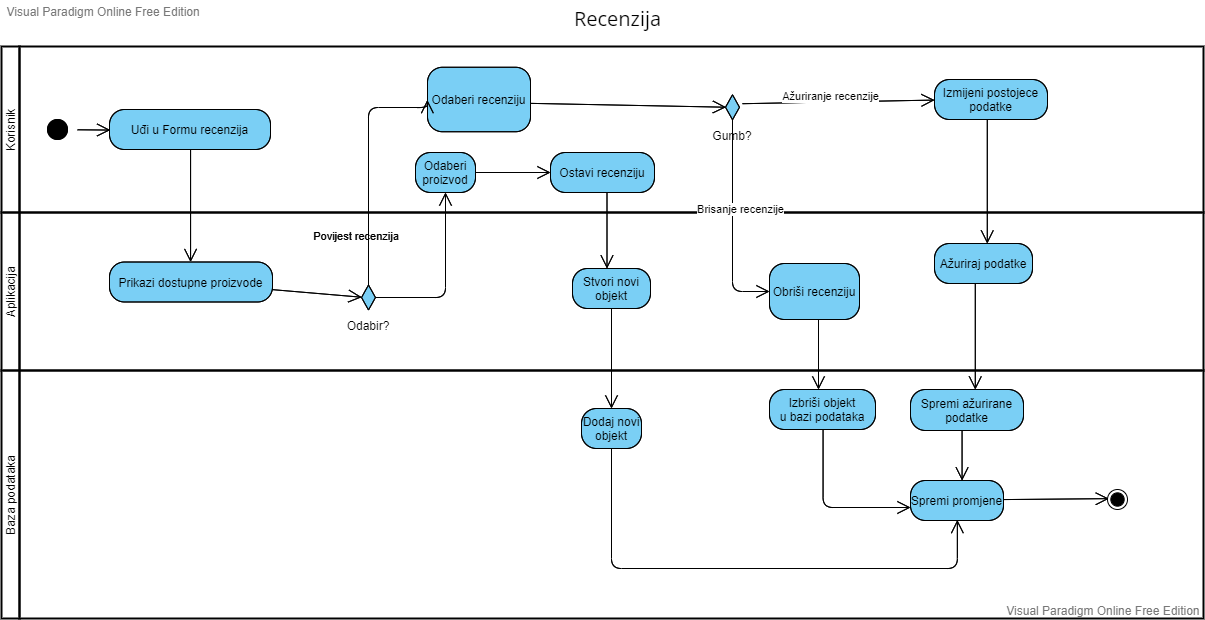 Visual Paradigm Online Free Edition
Recenzija
Korisnik
Uđi u Formu recenzija
Odaberi recenziju
Gumb?
Ažuriranje recenzije
Izmijeni postojece
podatke
Odaberi
proizvod
Ostavi recenziju
Brisanje recenzije
Aplikacija
Povijest recenzija
Prikazi dostupne proizvode
Odabir?
Stvori novi
objekt
Obriši recenziju
Ažuriraj podatke
Baza podataka
Dodaj novi
objekt
Izbriši objekt
u bazi podataka
Spremi ažurirane
podatke
Spremi promjene
Visual Paradigm Online Free Edition